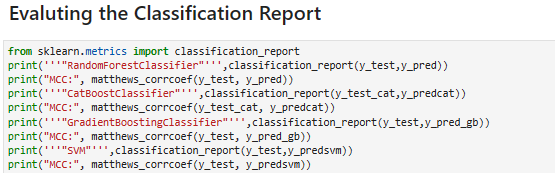 Evaluting the Classification Report
from sklearn.metrics import classification_report
print('''"RandomForestClassifier"''',classification_report(y_test,y_pred))
print("MCC:", matthews_corrcoef(y_test, y_pred))
print('''"CatBoostClassifier"''',classification_report(y_test_cat,y_predcat))
print("MCC:", matthews_corrcoef(y_test_cat, y_predcat))
print('''"GradientBoostingClassifier"''',classification_report(y_test,y_pred_gb))
print("MCC:", matthews_corrcoef(y_test, y_pred_gb))
print('''"SVM"''',classification_report(y_test,y_predsvm))
print("MCC:", matthews_corrcoef(y_test, y_predsvm))